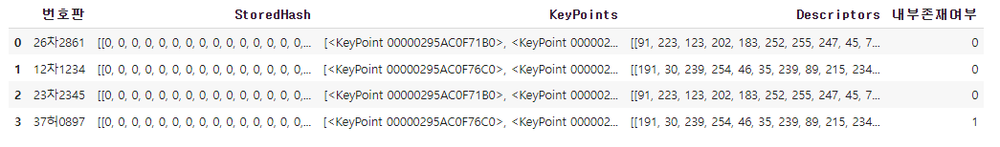 번호판 StoredHash KeyPoints Descriptors 내부존재여부
0 26차2861 [[0, 0, 0, 0, 0, 0, 0, 0, 0, 0, 0, 0, 0, 0, 0, 0,... [<KeyPoint 00000295AC0F71B0>, <KeyPoint 000002... [[91, 223, 123, 202, 183, 252, 255, 247, 45, 7... 0
1 12차1234 [[0, 0, 0, 0, 0, 0, 0, 0, 0, 0, 0, 0, 0, 0, 0, 0,... [<KeyPoint 00000295AC0F76C0>, <KeyPoint 000002... [[191, 30, 239, 254, 46, 35, 239, 89, 215, 234... 0
2 23차2345 [[0, 0, 0, 0, 0, 0, 0, 0, 0, 0, 0, 0, 0, 0, 0, 0,... [<KeyPoint 00000295AC0F71B0>, <KeyPoint 000002... [[91, 223, 123, 202, 183, 252, 255, 247, 45, 7... 0
3 37허0897 [[0, 0, 0, 0, 0, 0, 0, 0, 0, 0, 0, 0, 0, 0, 0, 0,... [<KeyPoint 00000295AC0F76C0>, <KeyPoint 000002... [[191, 30, 239, 254, 46, 35, 239, 89, 215, 234... 1